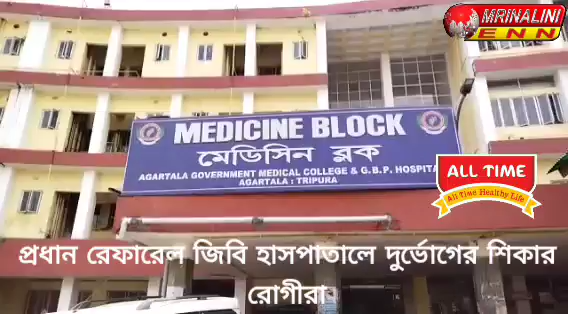 MRINALINI
ENN
MEDICINE BLOCK
মেডিসিন ব্লক
AGARTALA GOVERNMENT MEDICAL COLLEGE & G.B.P. HOSPITA
AGARTALA : TRIPURA
ALL TIME
All Time Healthy Life
প্রধান রেফারেল জিবি হাসপাতালে দুর্ভোগের শিকার
রোগীরা